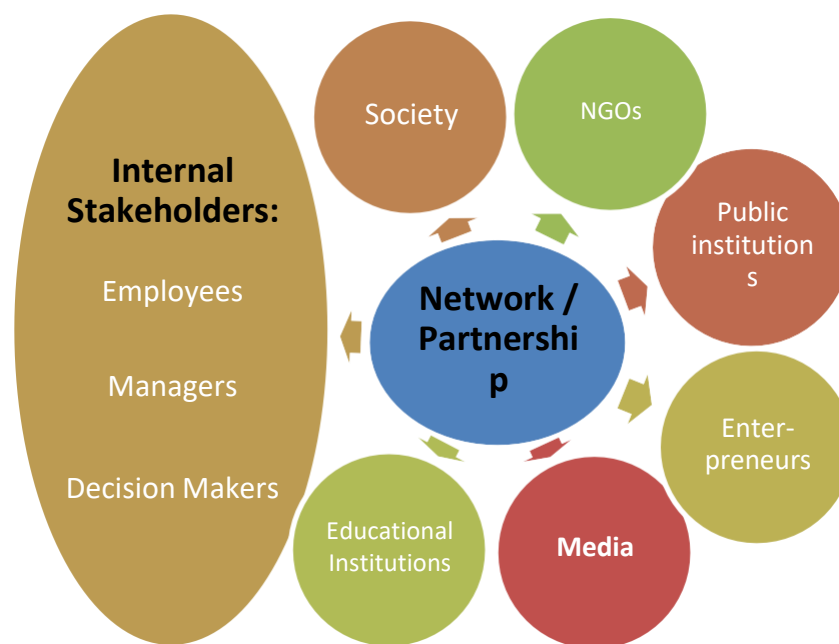 Internal
Stakeholders:
Employees
Managers
Decision Makers
Society
NGOs
Public
institution
s
Network /
Partnershi
p
Enter-
preneurs
Educational
Institutions
Media